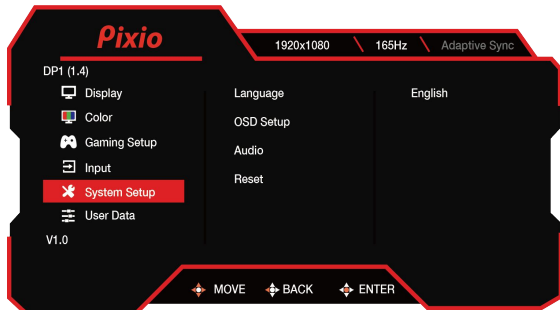 Pixio
1920x1080 \ 165Hz \ Adaptive Sync
DP1 (1.4)
Display
Language
English
Color
OSD Setup
Gaming Setup
Audio
Input
Reset
System Setup
User Data
V1.0
MOVE BACK ENTER